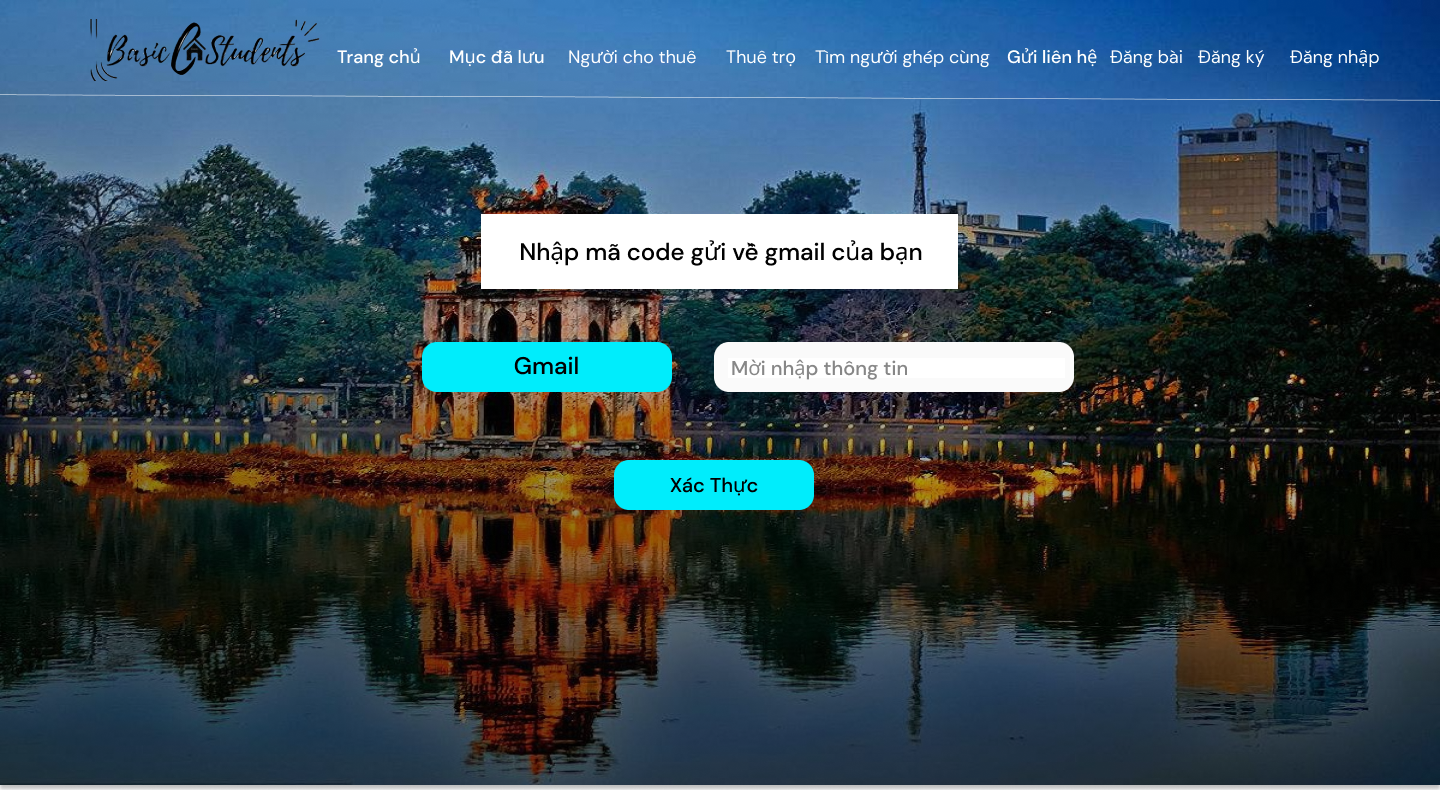 Basic Students
Trang chủ Mục đã lưu Người cho thuê Thuê trọ Tìm người ghép cùng Gửi liên hệ Đăng bài Đăng ký Đăng nhập
Nhập mã code gửi về gmail của bạn
Gmail Mời nhập thông tin
Xác Thực